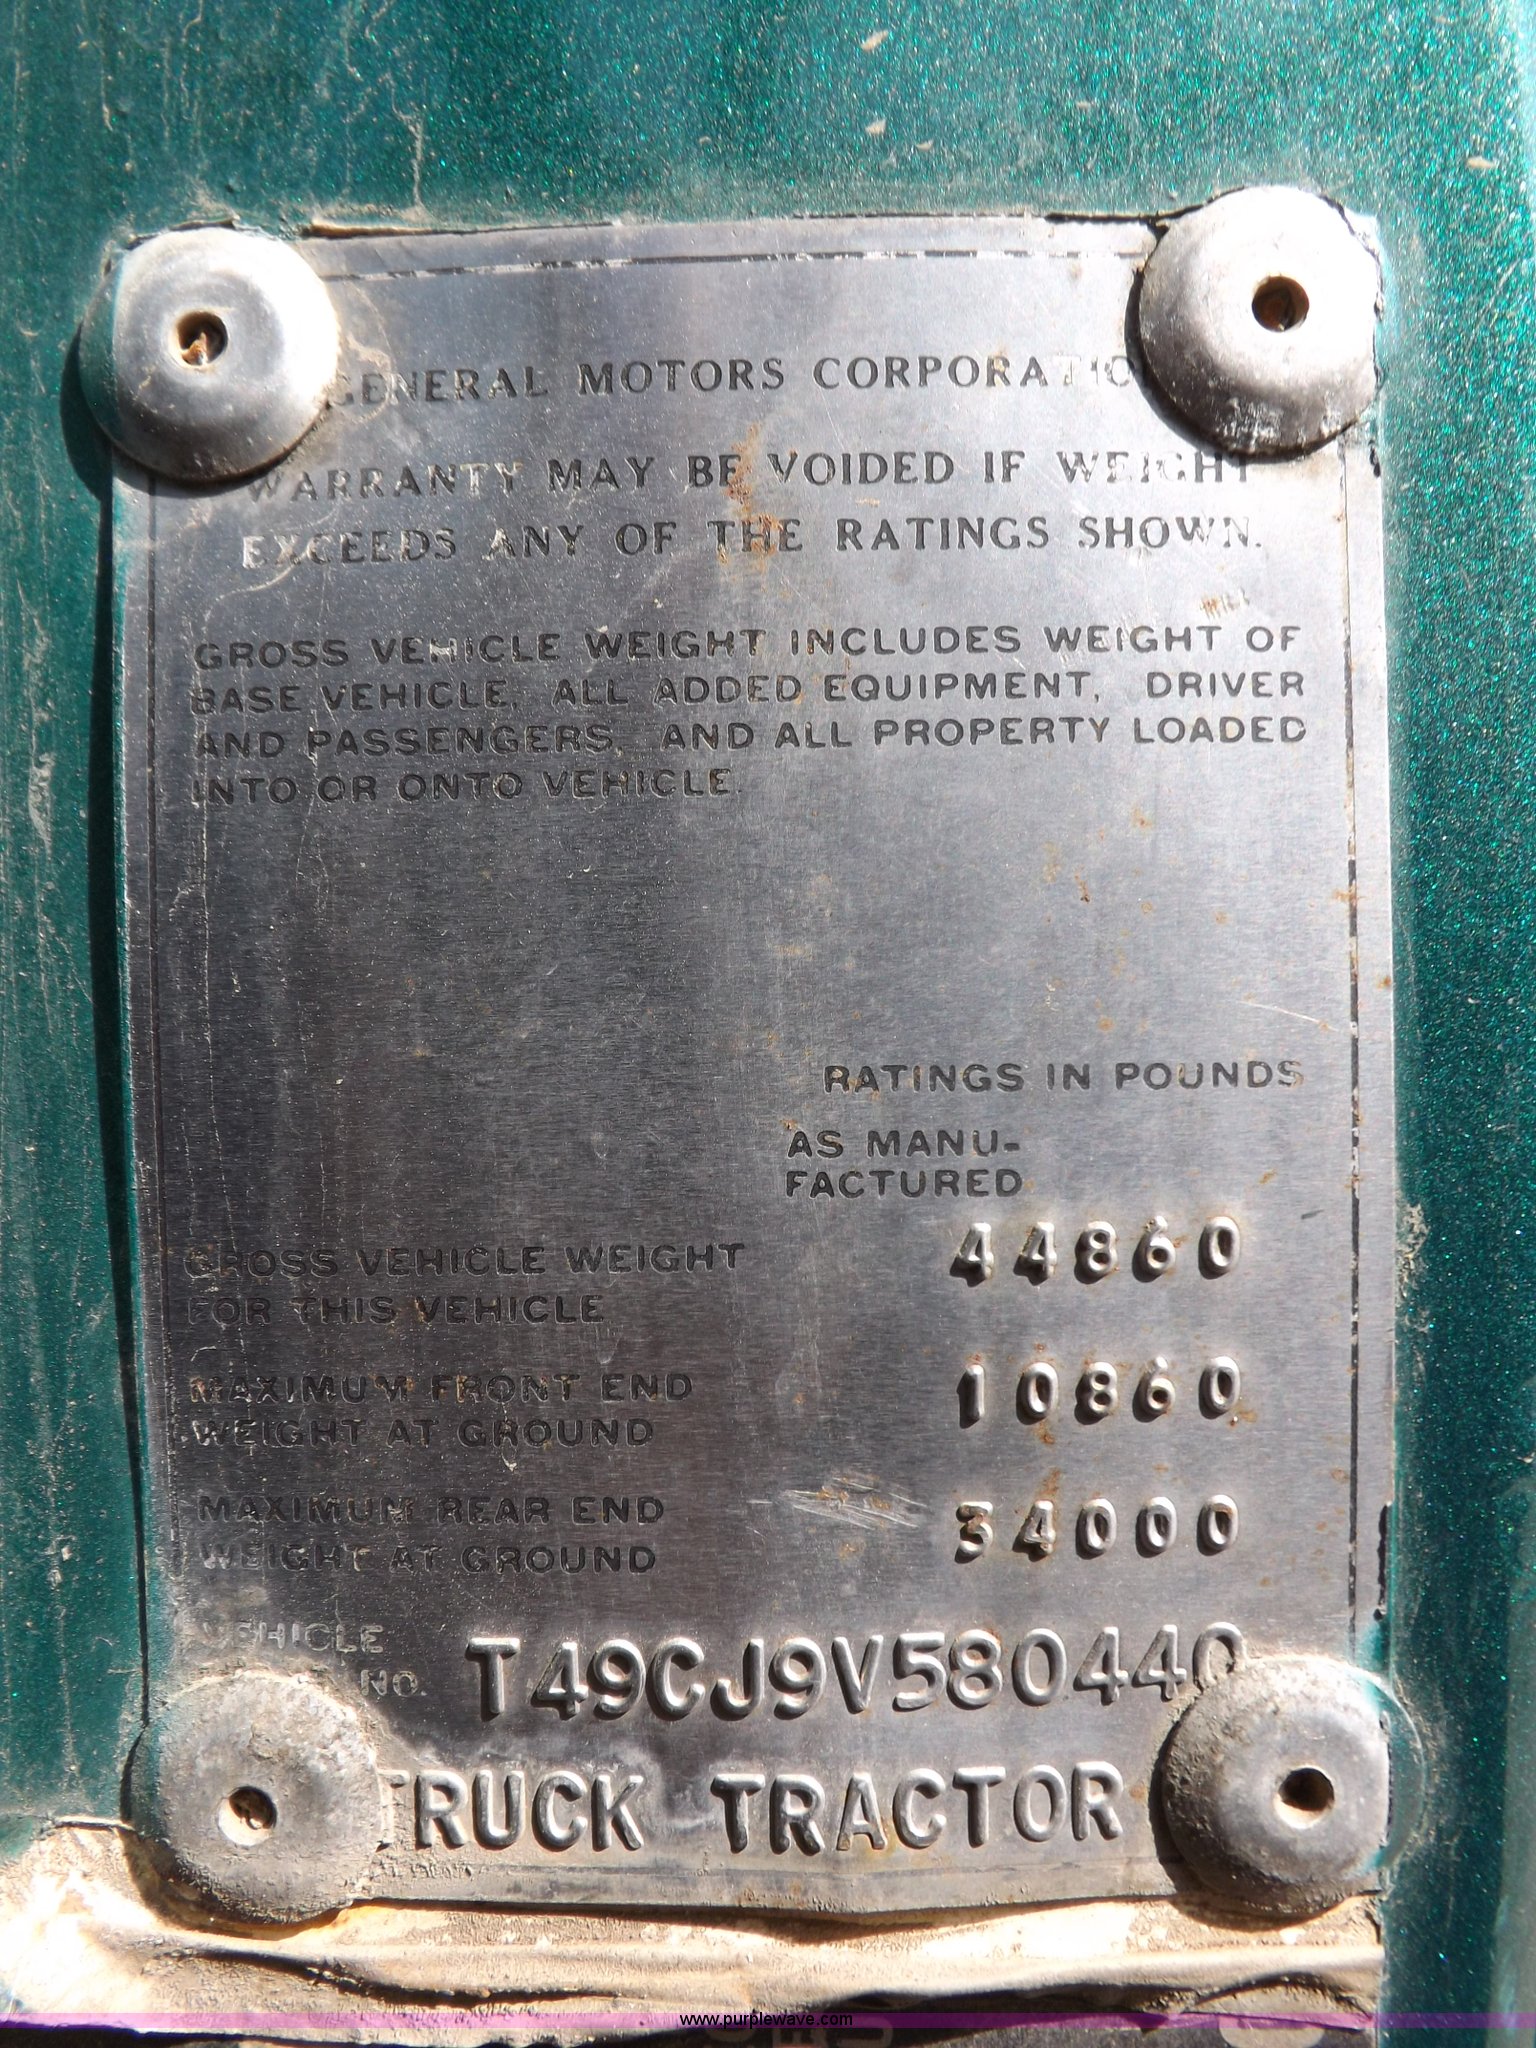 GENERAL MOTORS CORPORATIO
WARRANTY MAY BE VOIDED IF WEIGHT
EXCEEDS ANY OF THE RATINGS SHOWN.
GROSS VEHICLE WEIGHT INCLUDES WEIGHT OF
BASE VEHICLE, ALL ADDED EQUIPMENT, DRIVER
AND PASSENGERS, AND ALL PROPERTY LOADED
INTO OR ONTO VEHICLE.
RATINGS IN POUNDS
AS MANU-
FACTURED
GROSS VEHICLE WEIGHT 44860
FOR THIS VEHICLE
MAXIMUM FRONT END 10860
WEIGHT AT GROUND
MAXIMUM REAR END 34000
WEIGHT AT GROUND
VEHICLE
NO. T49CJ9V580440
TRUCK TRACTOR
www.purplewave.com